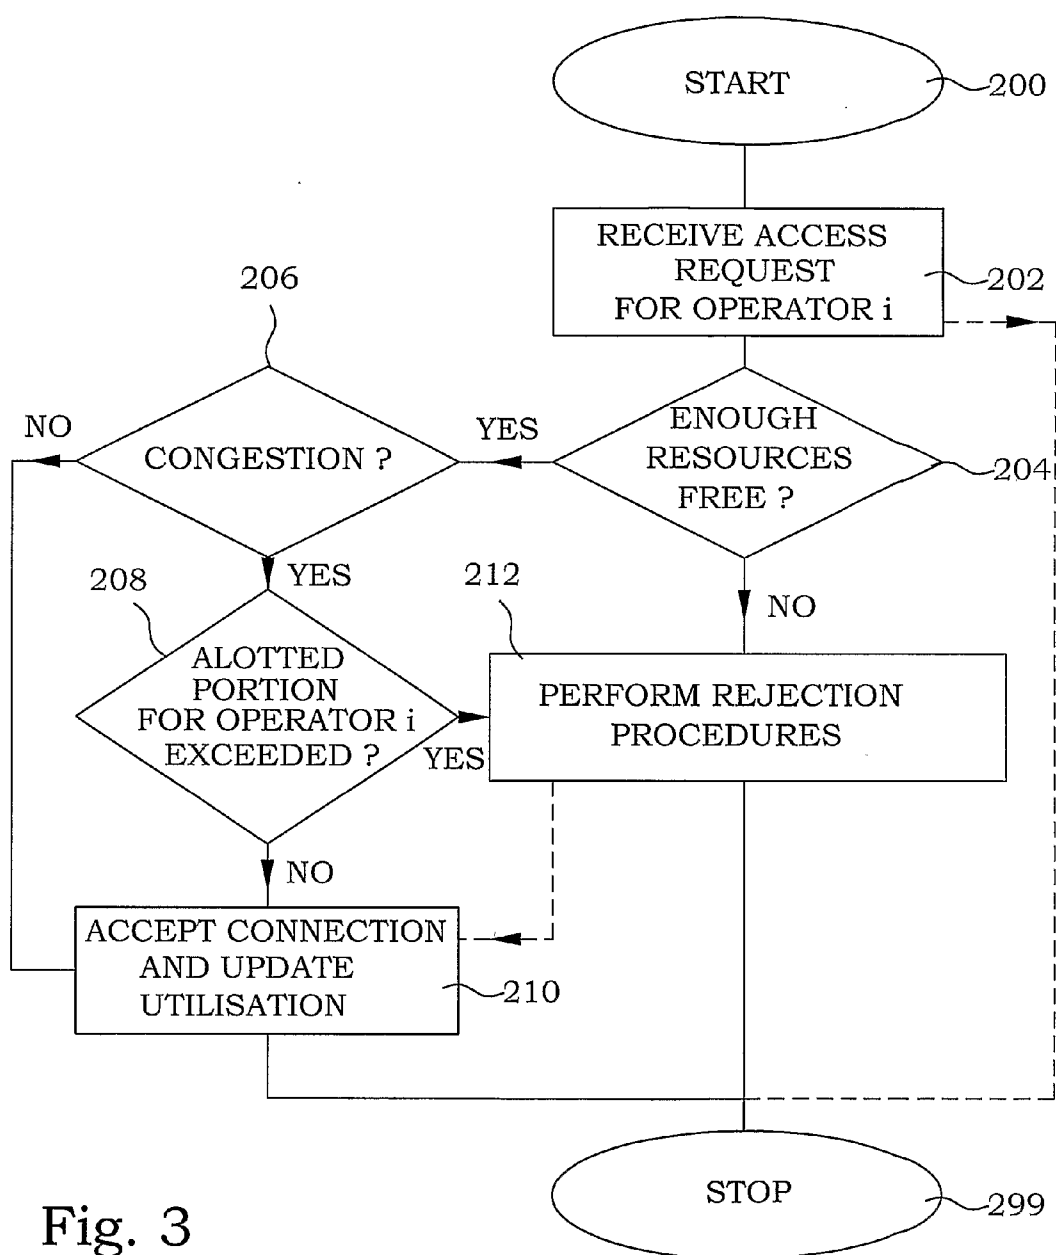 START
200
RECEIVE ACCESS
REQUEST
FOR OPERATOR i
202
206
NO
CONGESTION ?
YES
ENOUGH
RESOURCES
FREE ?
204
YES
208
212
NO
ALOTTED
PORTION
FOR OPERATOR i
EXCEEDED ?
YES
PERFORM REJECTION
PROCEDURES
NO
ACCEPT CONNECTION
AND UPDATE
UTILISATION
210
STOP
299
Fig. 3